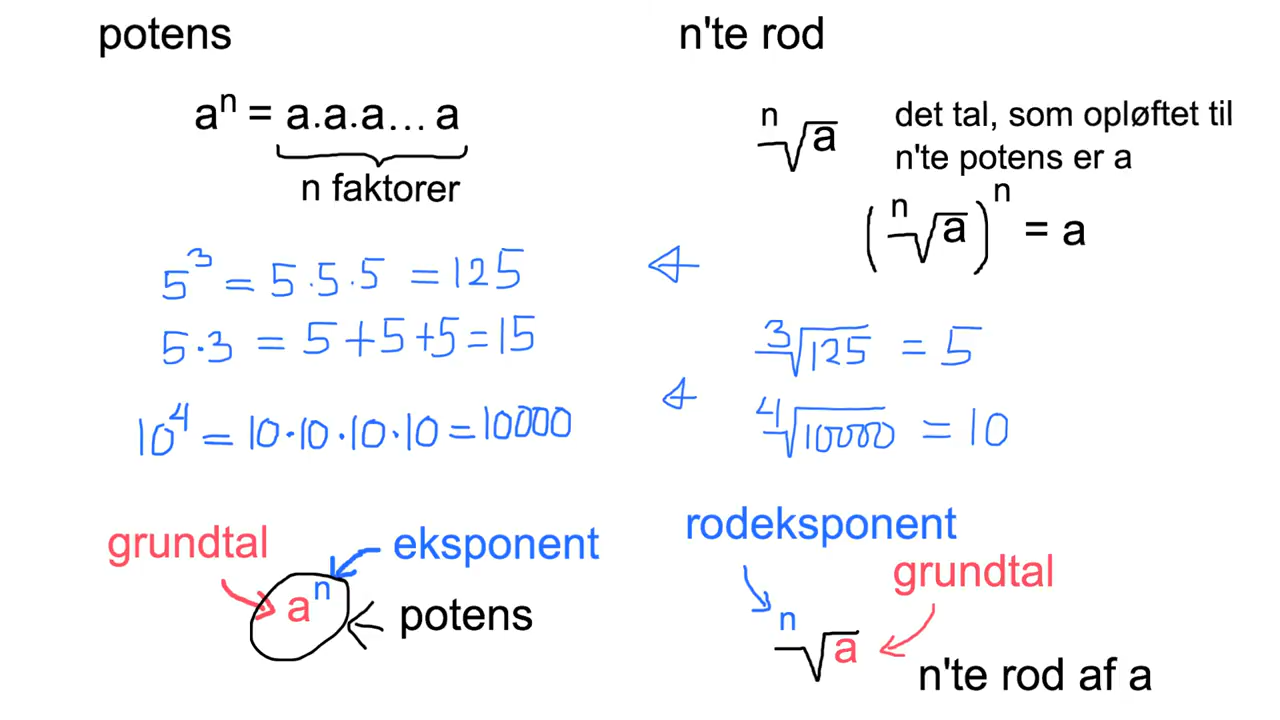 potens
aⁿ = a.a.a... a
n faktorer
5³ = 5·5·5 = 125
5·3 = 5+5+5=15
10⁴ = 10·10·10·10=10000
grundtal
eksponent
aⁿ
potens
n'te rod
ⁿ√a
det tal, som opløftet til
n'te potens er a
(ⁿ√a)ⁿ = a
³√125 = 5
⁴√10000 = 10
rodeksponent
grundtal
ⁿ√a
n'te rod af a